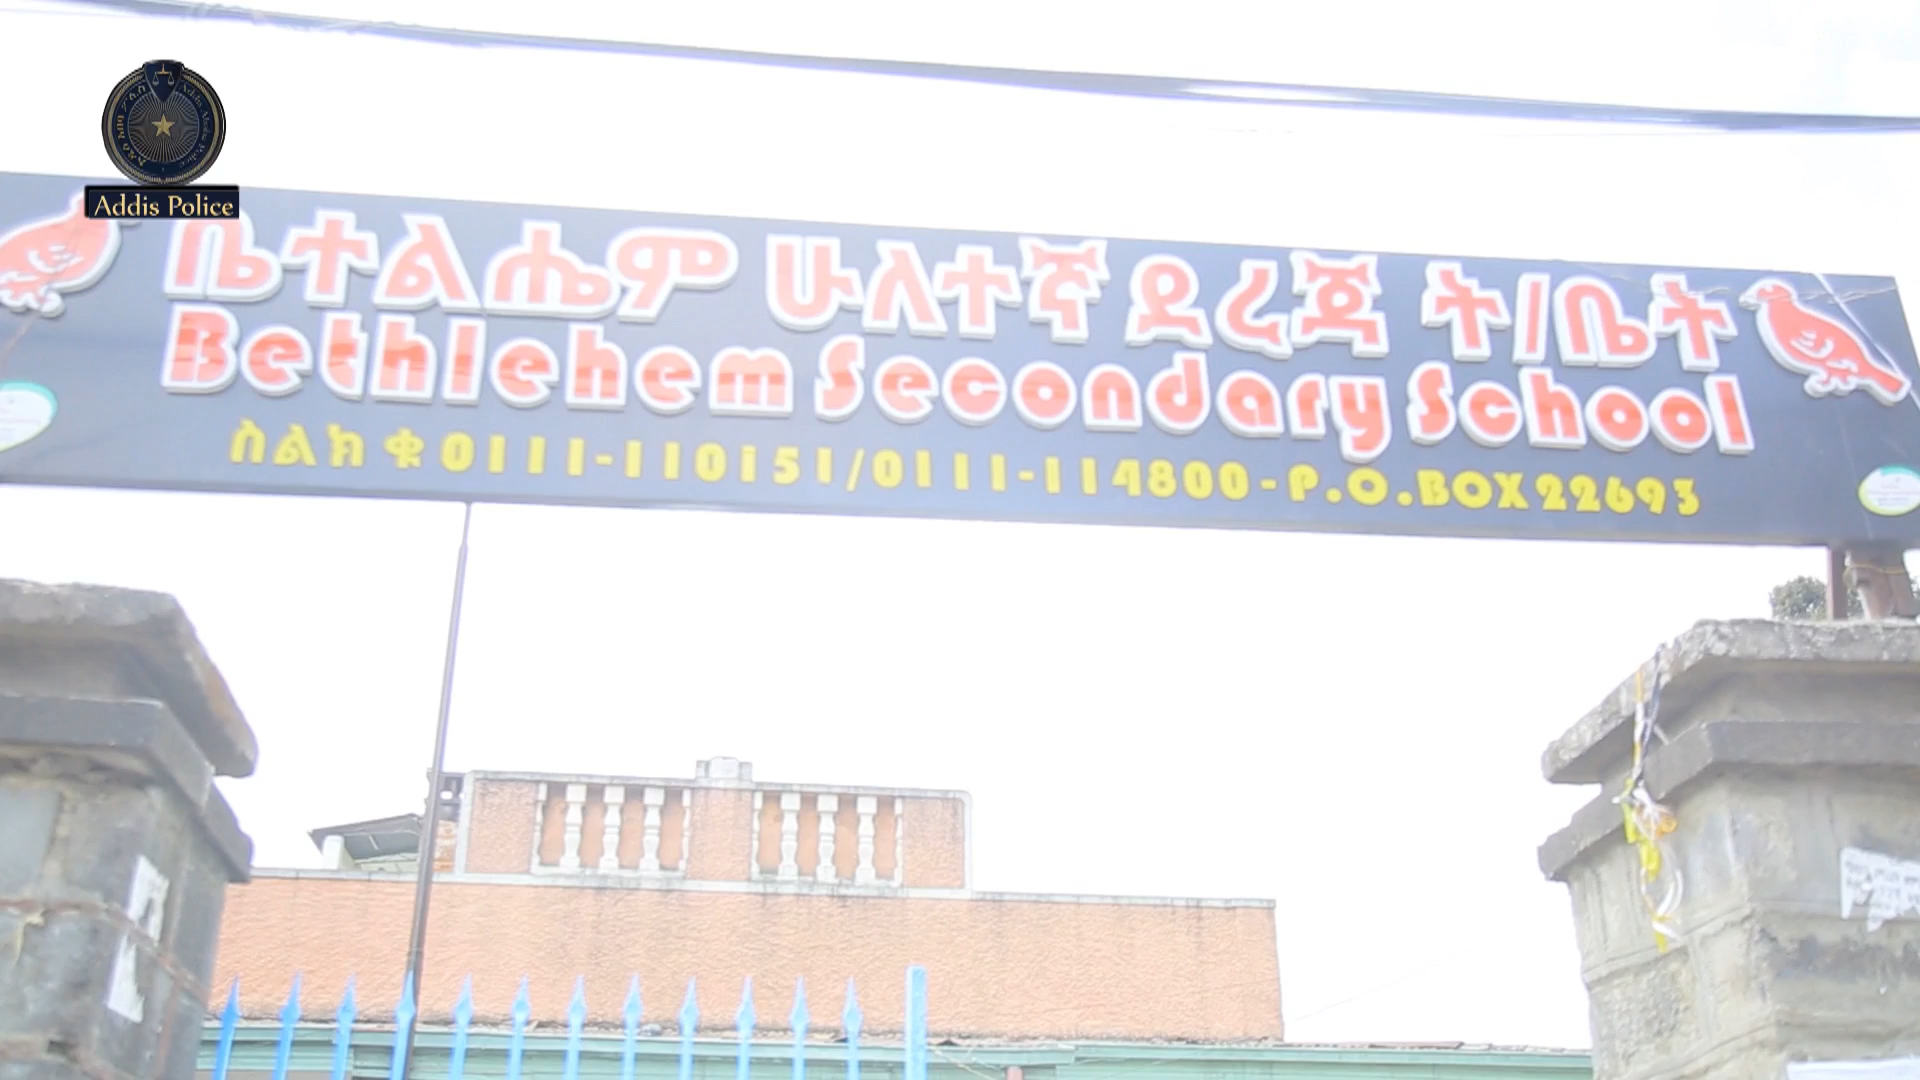 Addis Police
ቤተልሔም ሁለተኛ ደረጃ ት/ቤት
Bethlehem Secondary School
ስልክ ቁ 0111-110151/0111-114800-P.O.BOX 22693